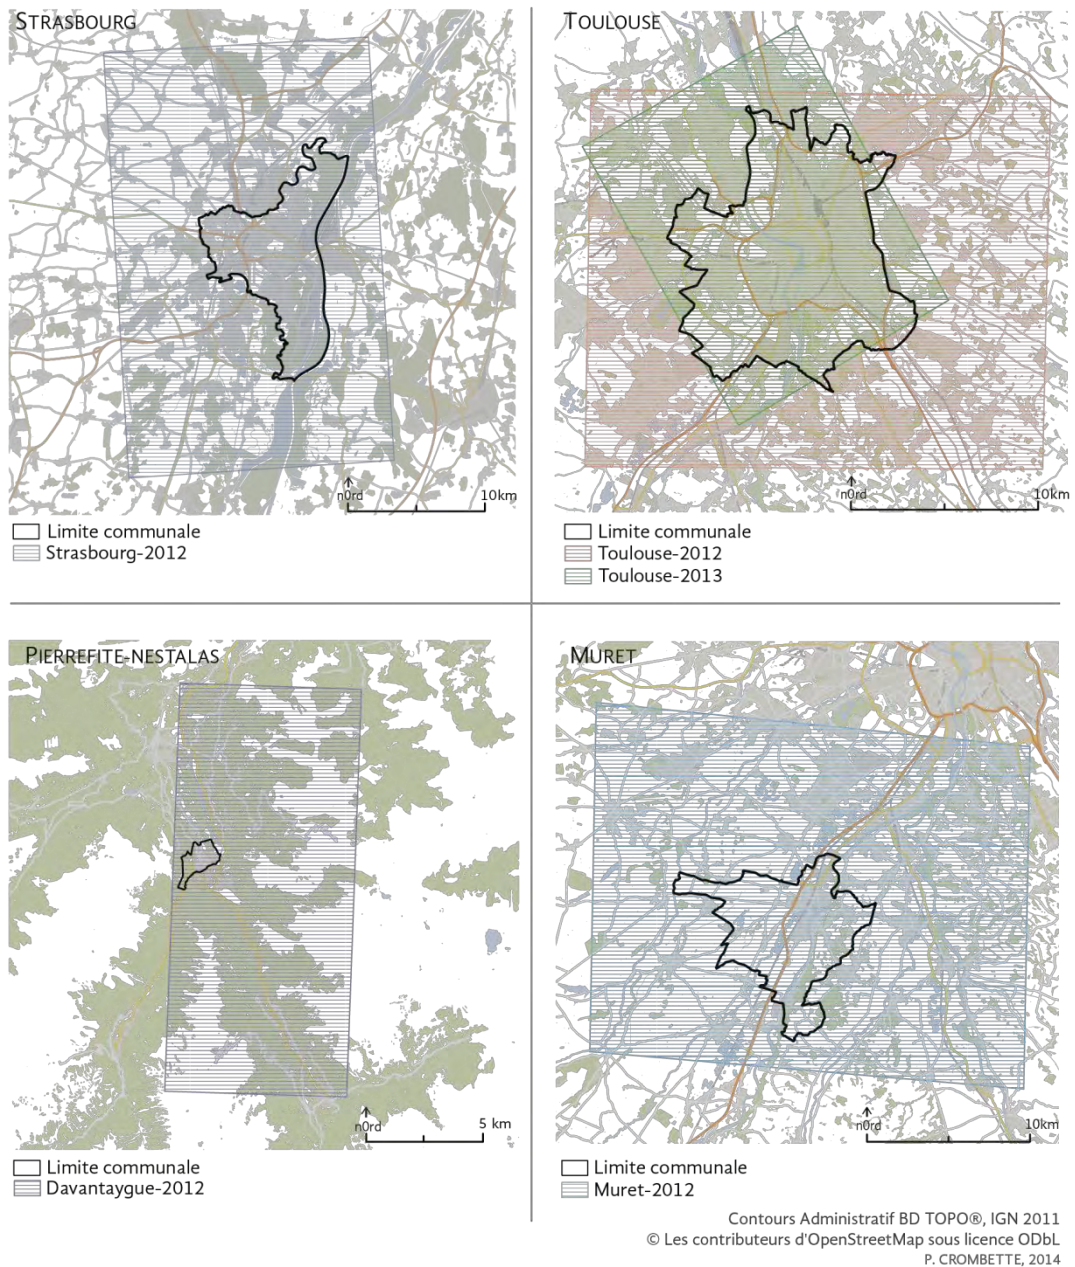 STRASBOURG
n0rd
10km
Limite communale
Strasbourg-2012
TOULOUSE
n0rd
10km
Limite communale
Toulouse-2012
Toulouse-2013
PIERREFITE-NESTALAS
n0rd
5 km
Limite communale
Davantaygue-2012
MURET
n0rd
10km
Limite communale
Muret-2012
Contours Administratif BD TOPO®, IGN 2011
© Les contributeurs d'OpenStreetMap sous licence ODbL
P. CROMBETTE, 2014